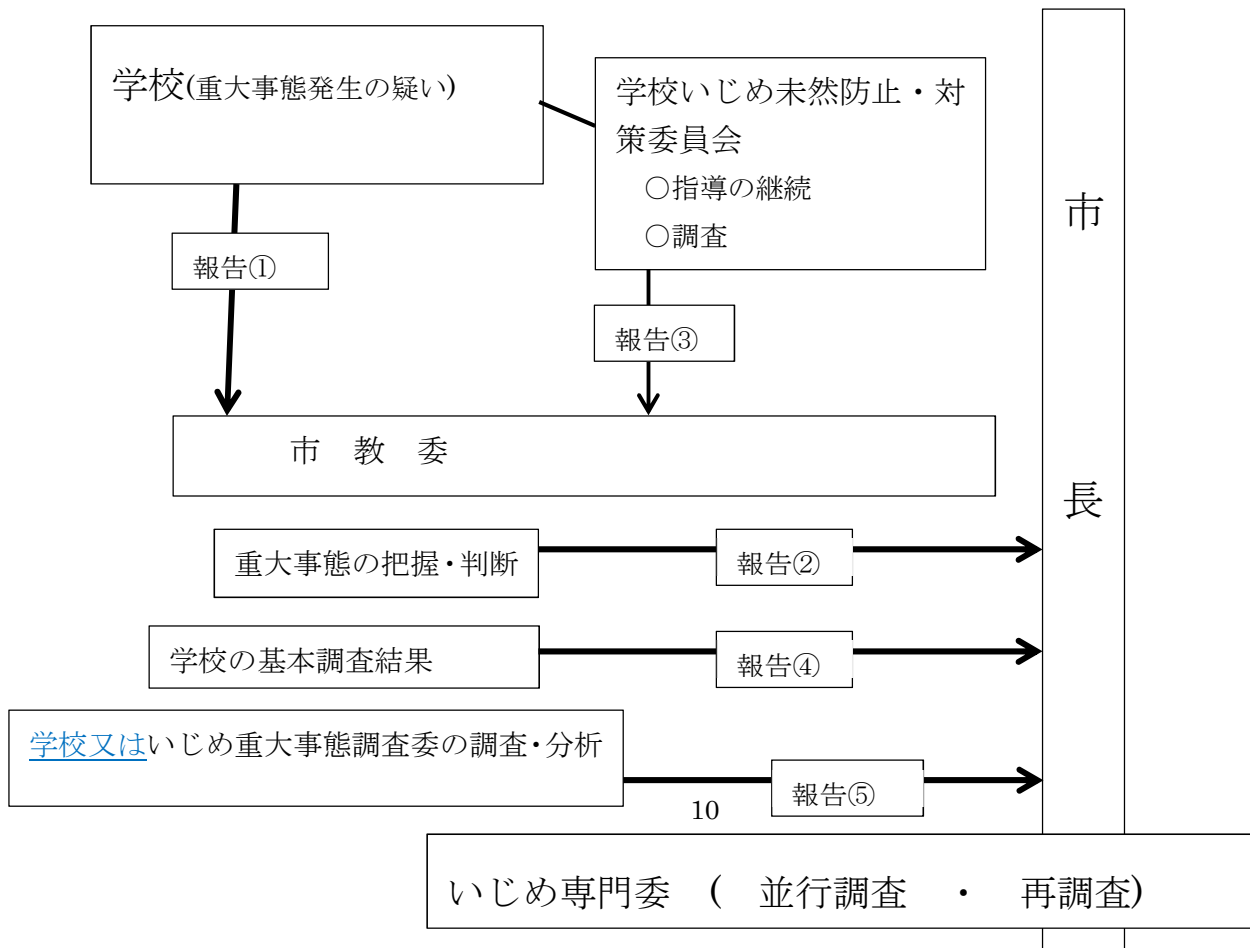 学校(重大事態発生の疑い)
学校いじめ未然防止・対
策委員会
○指導の継続
○調査
報告①
報告③
市　教　委
市
長
重大事態の把握・判断
報告②
学校の基本調査結果
報告④
学校又はいじめ重大事態調査委の調査・分析
報告⑤
10
いじめ専門委　(　並行調査　・　再調査)